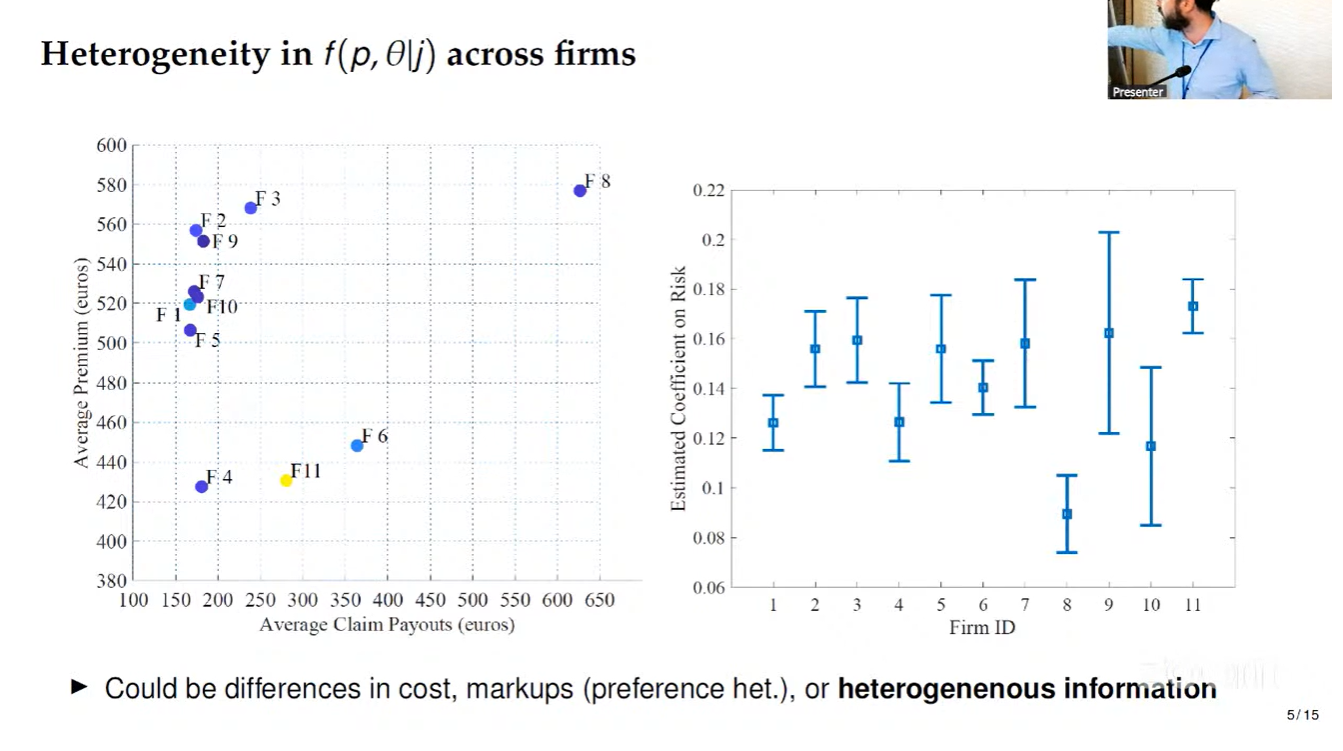 Heterogeneity in f(p, θ|j) across firms
Presenter
600
580
560
540
520
500
480
460
440
420
400
380
Average Premium (euros)
F 8
F 3
F 2
F 9
F 7
F10
F 1
F 5
F 6
F11
F 4
100 150 200 250 300 350 400 450 500 550 600 650
Average Claim Payouts (euros)
0.22
0.2
0.18
0.16
0.14
0.12
0.1
0.08
0.06
Estimated Coefficient on Risk
1 2 3 4 5 6 7 8 9 10 11
Firm ID
► Could be differences in cost, markups (preference het.), or heterogenenous information
5 / 15